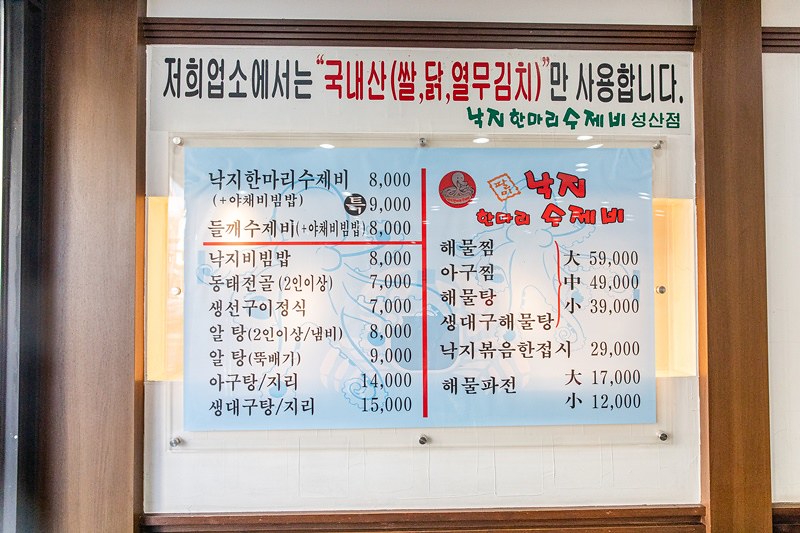 저희업소에서는 "국내산(쌀,닭,열무김치)"만 사용합니다.
낙지한마리수제비 성산점
낙지한마리수제비 8,000
(+야채비빔밥) 특 9,000
들깨수제비(+야채비빔밥) 8,000
낙지비빔밥 8,000
동태전골(2인이상) 7,000
생선구이정식 7,000
알 탕(2인이상/냄비) 8,000
알 탕(뚝배기) 9,000
아구탕/지리 14,000
생대구탕/지리 15,000
낙지
한다리 수제비
해물찜
아구찜
해물탕
생대구해물탕
大 59,000
中 49,000
小 39,000
낙지볶음한접시 29,000
해물파전
大 17,000
小 12,000